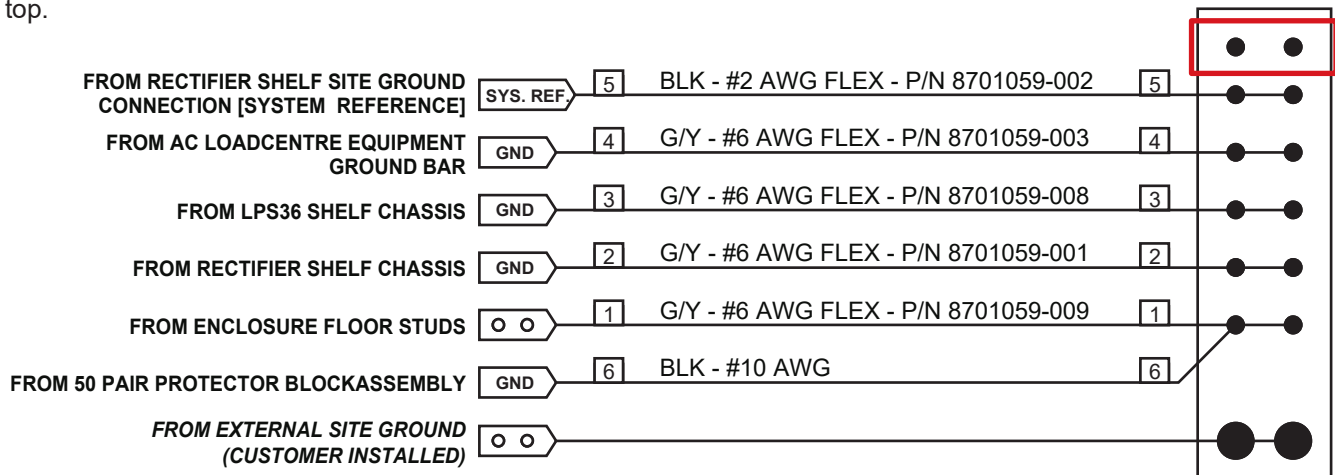 top.
FROM RECTIFIER SHELF SITE GROUND
CONNECTION [SYSTEM REFERENCE]
SYS. REF.
5
BLK - #2 AWG FLEX - P/N 8701059-002
5
FROM AC LOADCENTRE EQUIPMENT
GROUND BAR
GND
4
G/Y - #6 AWG FLEX - P/N 8701059-003
4
FROM LPS36 SHELF CHASSIS
GND
3
G/Y - #6 AWG FLEX - P/N 8701059-008
3
FROM RECTIFIER SHELF CHASSIS
GND
2
G/Y - #6 AWG FLEX - P/N 8701059-001
2
FROM ENCLOSURE FLOOR STUDS
1
G/Y - #6 AWG FLEX - P/N 8701059-009
1
FROM 50 PAIR PROTECTOR BLOCKASSEMBLY
GND
6
BLK - #10 AWG
6
FROM EXTERNAL SITE GROUND
(CUSTOMER INSTALLED)